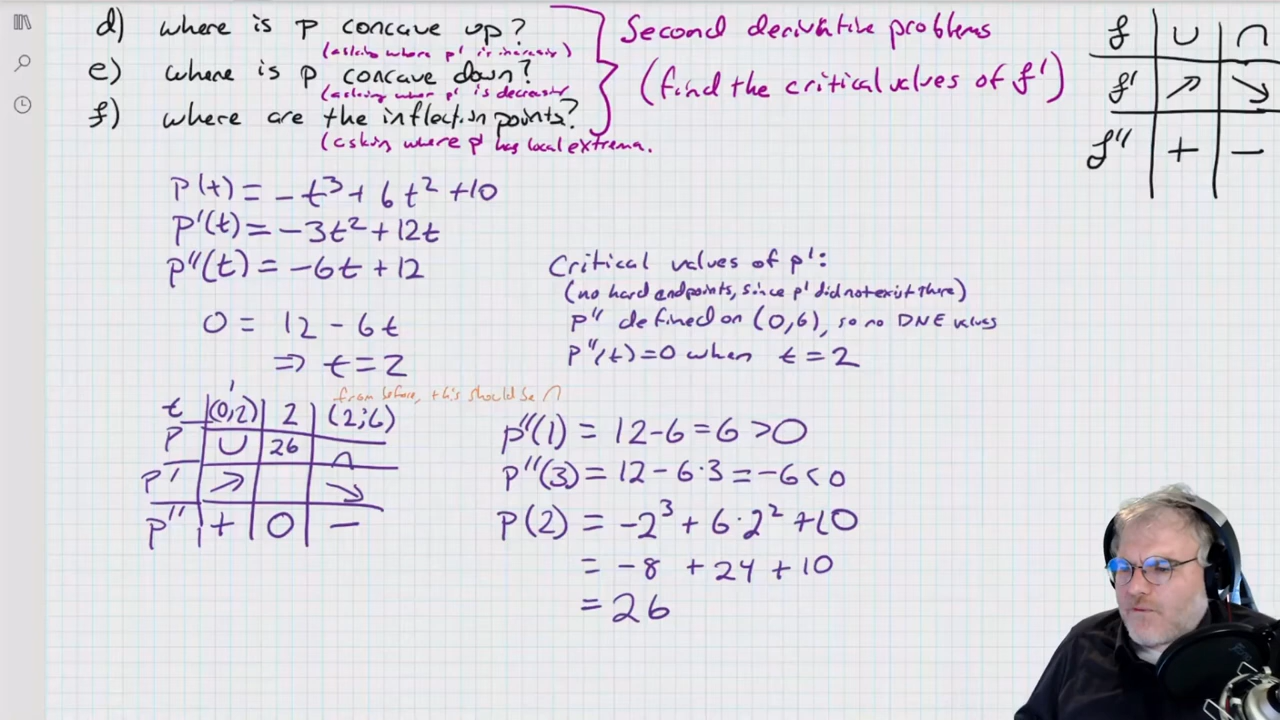 d) where is p concave up?
(asking where p' is increasing)
e) where is p concave down?
(asking where p' is decreasing
f) where are the inflection points?
(asking where p' has local extrema.
Second derivative problems
(find the critical values of f')
f ∪ ∩
f' ↗ ↘
f'' + −
P(t) = -t³ + 6t² + 10
P'(t) = -3t² + 12t
P''(t) = -6t + 12
0 = 12 - 6t
⇒ t = 2
Critical values of p':
(no hard endpoints, since p' did not exist there)
P'' defined on (0,6), so no DNE values
P''(t) = 0 when t = 2
from before, this should be ∩
t (0,2) 2 (2;6)
P ∪ 26 ∩
P' ↗ ↘
P'' + 0 −
P''(1) = 12-6 = 6 > 0
P''(3) = 12 - 6·3 = -6 < 0
P(2) = -2³ + 6·2² + 10
= -8 + 24 + 10
= 26